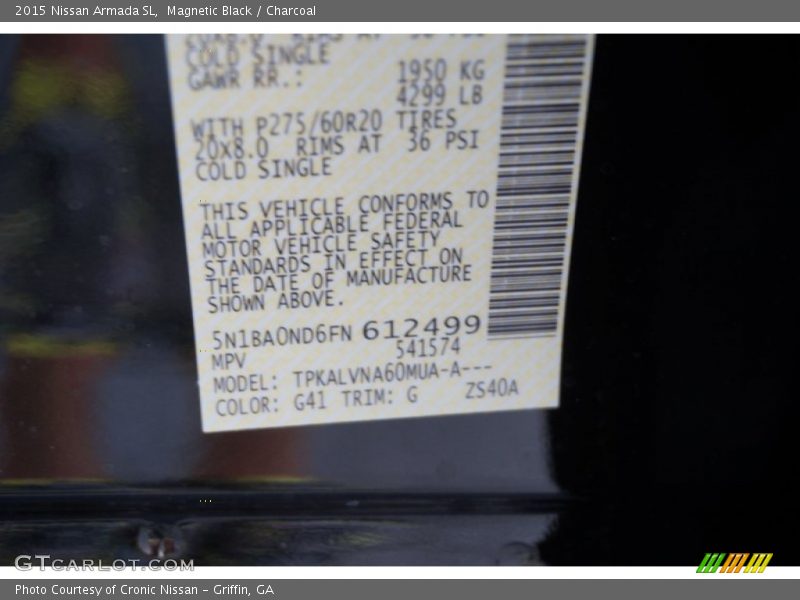 2015 Nissan Armada SL, Magnetic Black / Charcoal
COLD SINGLE
GAWR RR.: 1950 KG
4299 LB
WITH P275/60R20 TIRES
20x8.0 RIMS AT 36 PSI
COLD SINGLE
THIS VEHICLE CONFORMS TO
ALL APPLICABLE FEDERAL
MOTOR VEHICLE SAFETY
STANDARDS IN EFFECT ON
THE DATE OF MANUFACTURE
SHOWN ABOVE.
5N1BA0ND6FN 612499
MPV 541574
MODEL: TPKALVNA60MUA-A---
COLOR: G41 TRIM: G ZS40A
GTCARLOT.COM
Photo Courtesy of Cronic Nissan - Griffin, GA